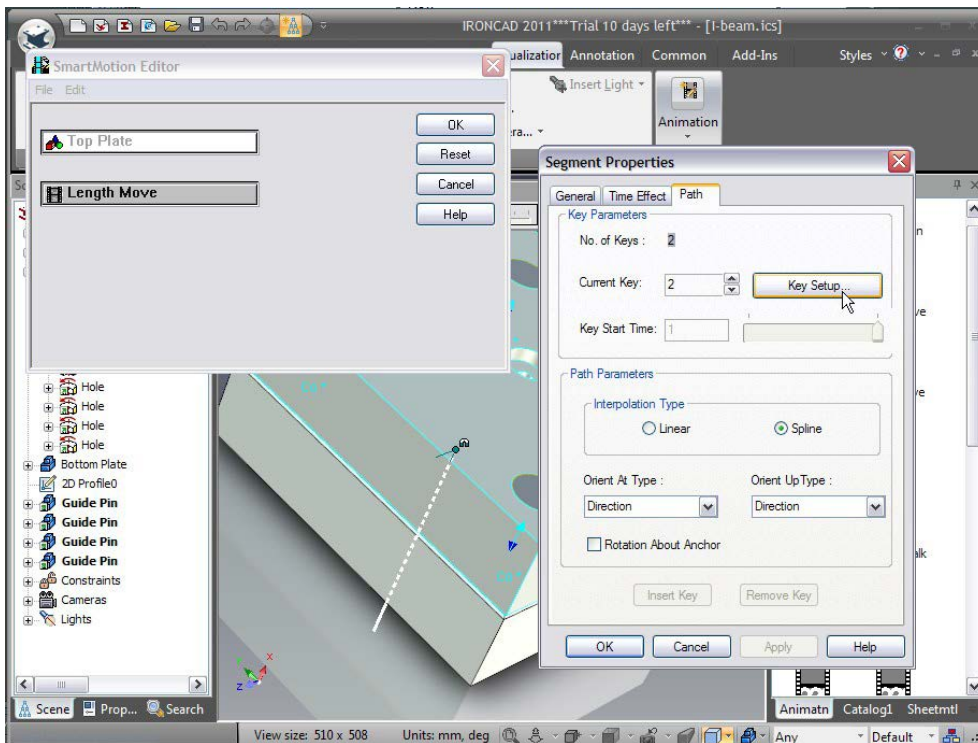 IRONCAD 2011***Trial 10 days left*** - [I-beam.ics]
ualization Annotation Common Add-Ins Styles
Insert Light
Animation
SmartMotion Editor
File Edit
Top Plate
Length Move
OK
Reset
Cancel
Help
Segment Properties
General Time Effect Path
Key Parameters
No. of Keys : 2
Current Key: 2 Key Setup...
Key Start Time: 1
Path Parameters
Interpolation Type
Linear Spline
Orient At Type : Orient UpType :
Direction Direction
Rotation About Anchor
Insert Key Remove Key
OK Cancel Apply Help
Hole
Hole
Hole
Hole
Bottom Plate
2D Profile0
Guide Pin
Guide Pin
Guide Pin
Guide Pin
Constraints
Cameras
Lights
x
z
Scene Prop... Search
Animatn Catalog1 Sheetmtl
View size: 510 x 508 Units: mm, deg Any Default